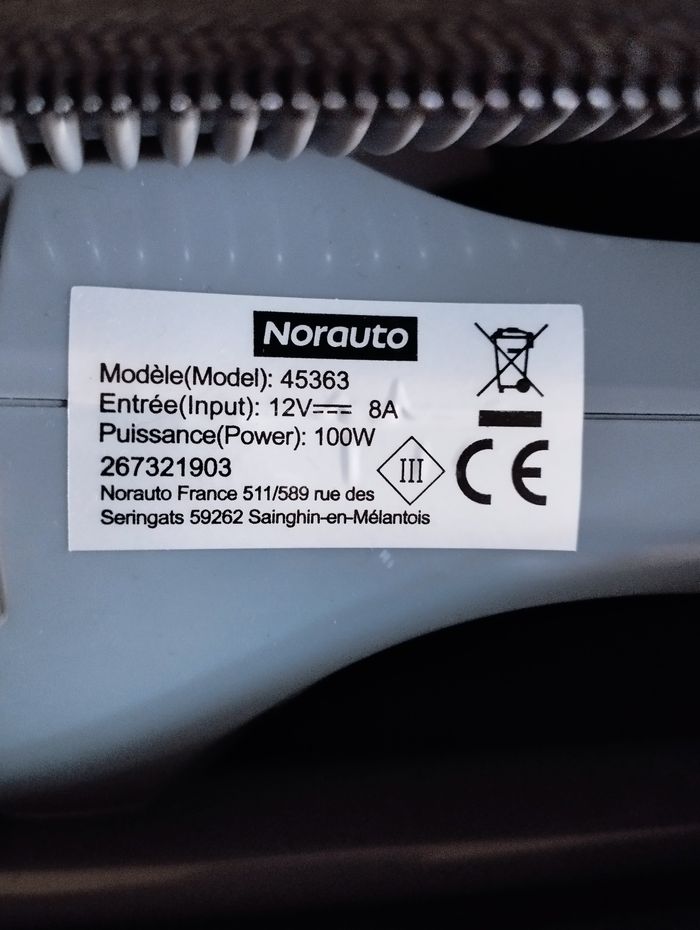 Norauto
Modèle(Model): 45363
Entrée(Input): 12V⎓ 8A
Puissance(Power): 100W
267321903
III
CE
Norauto France 511/589 rue des
Seringats 59262 Sainghin-en-Mélantois